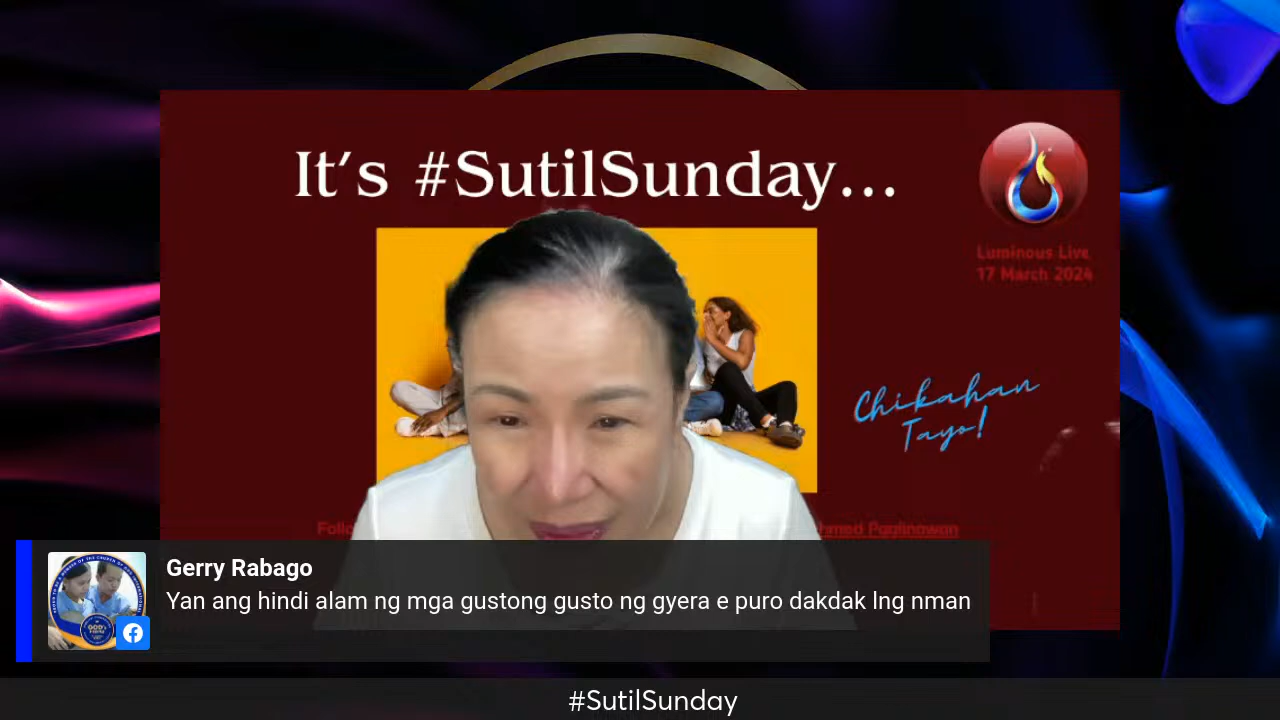 It's #SutilSunday...
Luminous Live
17 March 2024
Chikahan
Tayo!
Paglinawan
Gerry Rabago
Yan ang hindi alam ng mga gustong gusto ng gyera e puro dakdak lng nman
#SutilSunday